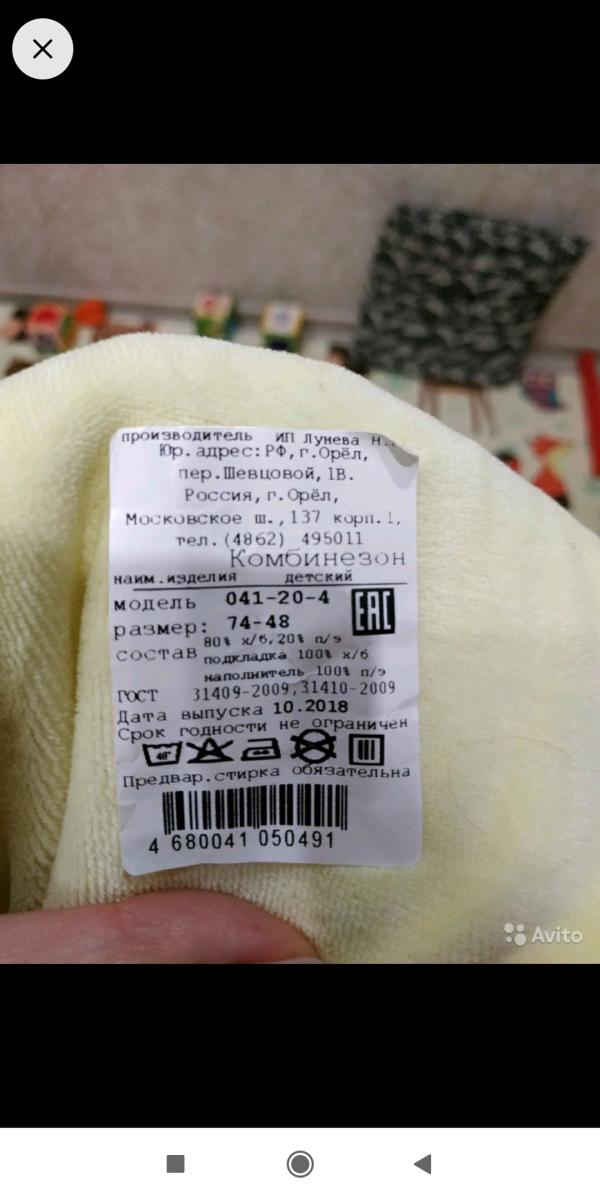 производитель ИП Лунева Н.
Юр. адрес: РФ, г.Орёл,
пер.Шевцовой, 1В.
Россия, г.Орёл,
Московское ш., 137 корп.1,
тел. (4862) 495011
Комбинезон
наим.изделия детский
модель 041-20-4
EAC
размер: 74-48
состав 80% х/б, 20% п/э
подкладка 100% х/б
наполнитель 100% п/э
ГОСТ 31409-2009, 31410-2009
Дата выпуска 10.2018
Срок годности не ограничен
40°
Предвар.стирка обязательна
4 680041 050491
Avito